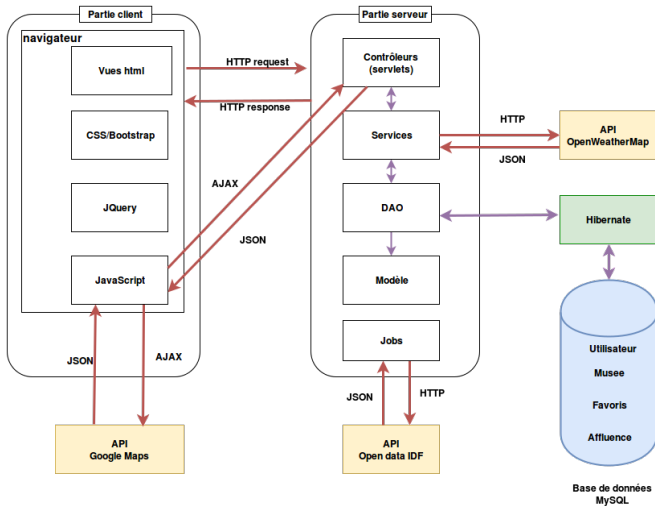 Partie client
Partie serveur
navigateur
Vues html
CSS/Bootstrap
JQuery
JavaScript
HTTP request
HTTP response
AJAX
JSON
Contrôleurs
(servlets)
Services
DAO
Modèle
Jobs
HTTP
JSON
API
OpenWeatherMap
Hibernate
Utilisateur
Musee
Favoris
Affluence
Base de données
MySQL
JSON
AJAX
API
Google Maps
JSON
HTTP
API
Open data IDF